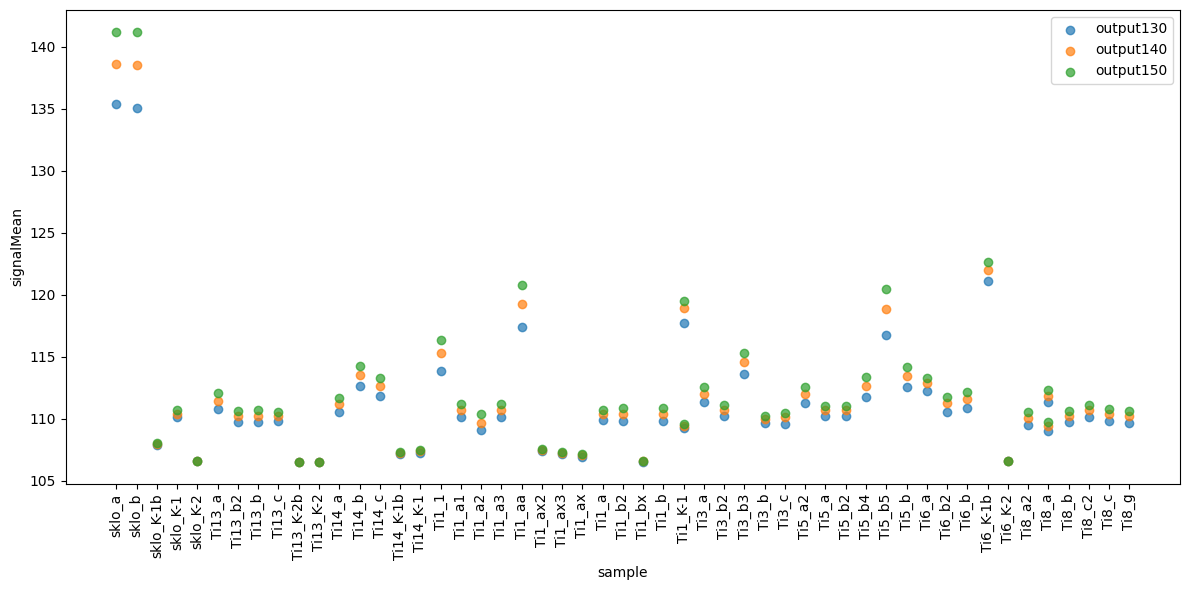 output130
output140
output150
signalMean
140
135
130
125
120
115
110
105
sklo_a
sklo_b
sklo_K-1b
sklo_K-1
sklo_K-2
Ti13_a
Ti13_b2
Ti13_b
Ti13_c
Ti13_K-2b
Ti13_K-2
Ti14_a
Ti14_b
Ti14_c
Ti14_K-1b
Ti14_K-1
Ti1_1
Ti1_a1
Ti1_a2
Ti1_a3
Ti1_aa
Ti1_ax2
Ti1_ax3
Ti1_ax
Ti1_a
Ti1_b2
Ti1_bx
Ti1_b
Ti1_K-1
Ti3_a
Ti3_b2
Ti3_b3
Ti3_b
Ti3_c
Ti5_a2
Ti5_a
Ti5_b2
Ti5_b4
Ti5_b5
Ti5_b
Ti6_a
Ti6_b2
Ti6_b
Ti6_K-1b
Ti6_K-2
Ti8_a2
Ti8_a
Ti8_b
Ti8_c2
Ti8_c
Ti8_g
sample